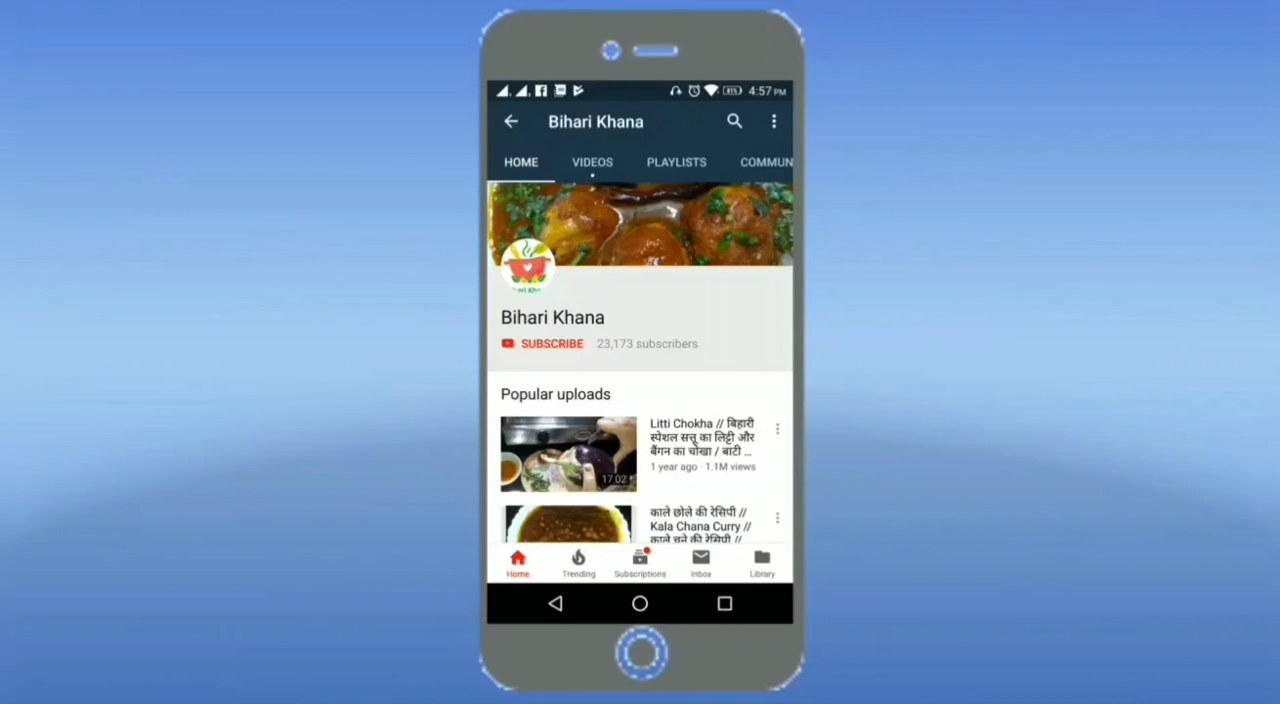 81% 4:57 PM
Bihari Khana
HOME VIDEOS PLAYLISTS COMMUN
Bihari Khana
SUBSCRIBE 23,173 subscribers
Popular uploads
Litti Chokha // बिहारी
स्पेशल सत्तू का लिट्टी और
बैंगन का चोखा / बाटी ...
1 year ago · 1.1M views
17:02
काले छोले की रेसिपी //
Kala Chana Curry //
काले चने की रेसिपी //
Home Trending Subscriptions Inbox Library